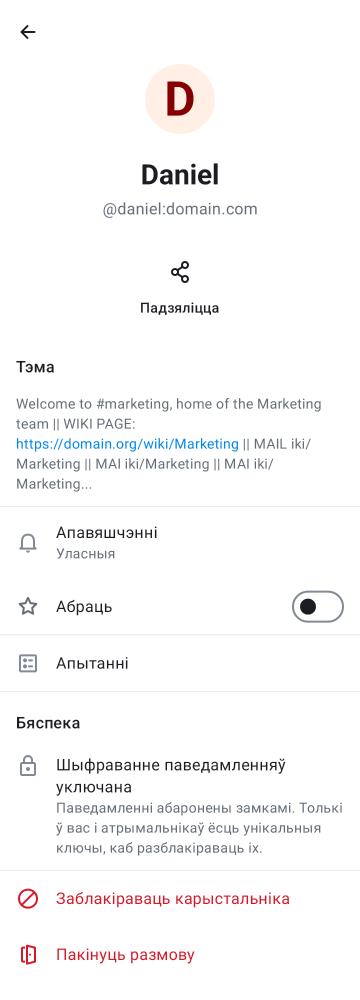 D
Daniel
@daniel:domain.com
Падзяліцца
Тэма
Welcome to #marketing, home of the Marketing
team || WIKI PAGE:
https://domain.org/wiki/Marketing || MAIL iki/
Marketing || MAI iki/Marketing || MAI iki/
Marketing...
Апавяшчэнні
Уласныя
Абраць
Апытанні
Бяспека
Шыфраванне паведамленняў
уключана
Паведамленні абаронены замкамі. Толькі
ў вас і атрымальнікаў ёсць унікальныя
ключы, каб разблакіраваць іх.
Заблакіраваць карыстальніка
Пакінуць размову